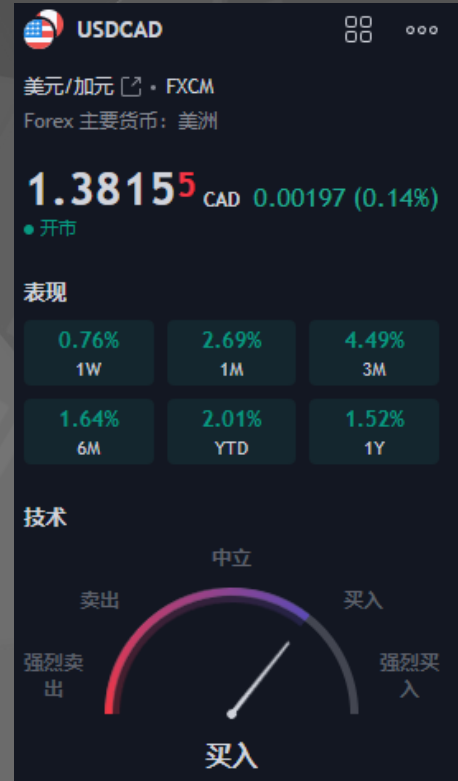 USDCAD
美元/加元 • FXCM
Forex 主要货币：美洲
1.38155 CAD 0.00197 (0.14%)
开市
表现
0.76% 2.69% 4.49%
1W 1M 3M
1.64% 2.01% 1.52%
6M YTD 1Y
技术
中立
卖出 买入
强烈卖出 强烈买入
买入